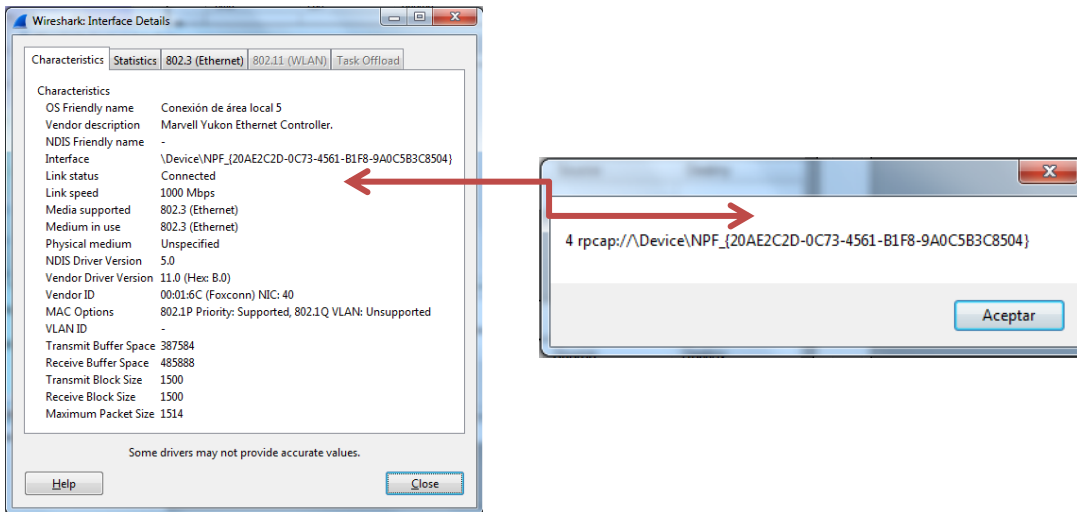 Wireshark: Interface Details
Characteristics Statistics 802.3 (Ethernet) 802.11 (WLAN) Task Offload
Characteristics
OS Friendly name Conexión de área local 5
Vendor description Marvell Yukon Ethernet Controller.
NDIS Friendly name -
Interface \Device\NPF_{20AE2C2D-0C73-4561-B1F8-9A0C5B3C8504}
Link status Connected
Link speed 1000 Mbps
Media supported 802.3 (Ethernet)
Medium in use 802.3 (Ethernet)
Physical medium Unspecified
NDIS Driver Version 5.0
Vendor Driver Version 11.0 (Hex: B.0)
Vendor ID 00:01:6C (Foxconn) NIC: 40
MAC Options 802.1P Priority: Supported, 802.1Q VLAN: Unsupported
VLAN ID -
Transmit Buffer Space 387584
Receive Buffer Space 485888
Transmit Block Size 1500
Receive Block Size 1500
Maximum Packet Size 1514
Some drivers may not provide accurate values.
Help Close
4 rpcap://\Device\NPF_{20AE2C2D-0C73-4561-B1F8-9A0C5B3C8504}
Aceptar